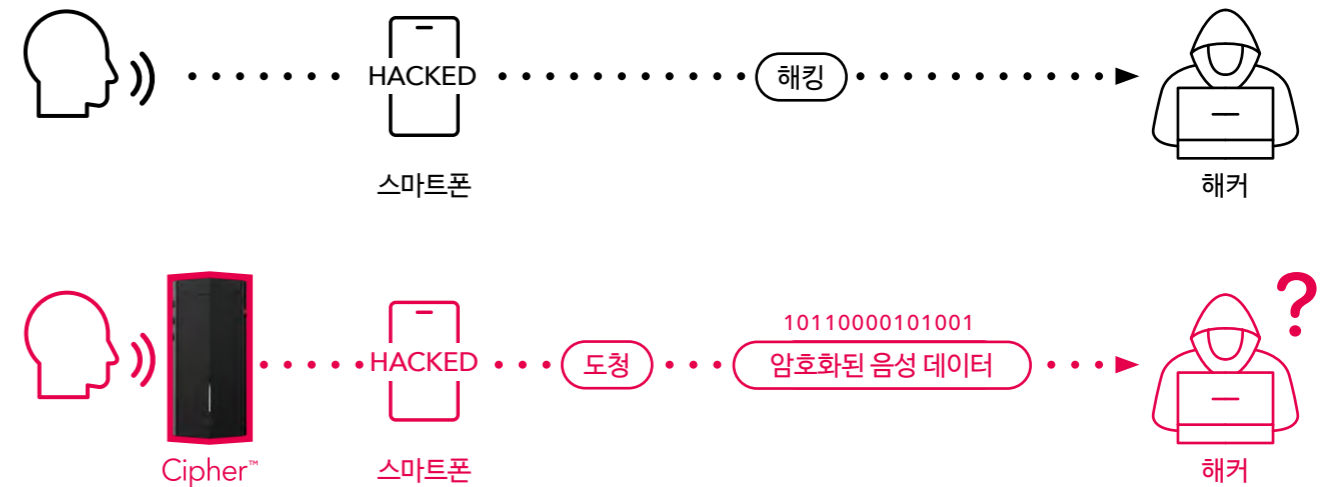 HACKED
해킹
스마트폰
해커
10110000101001
HACKED
도청
암호화된 음성 데이터
?
Cipher™
스마트폰
해커